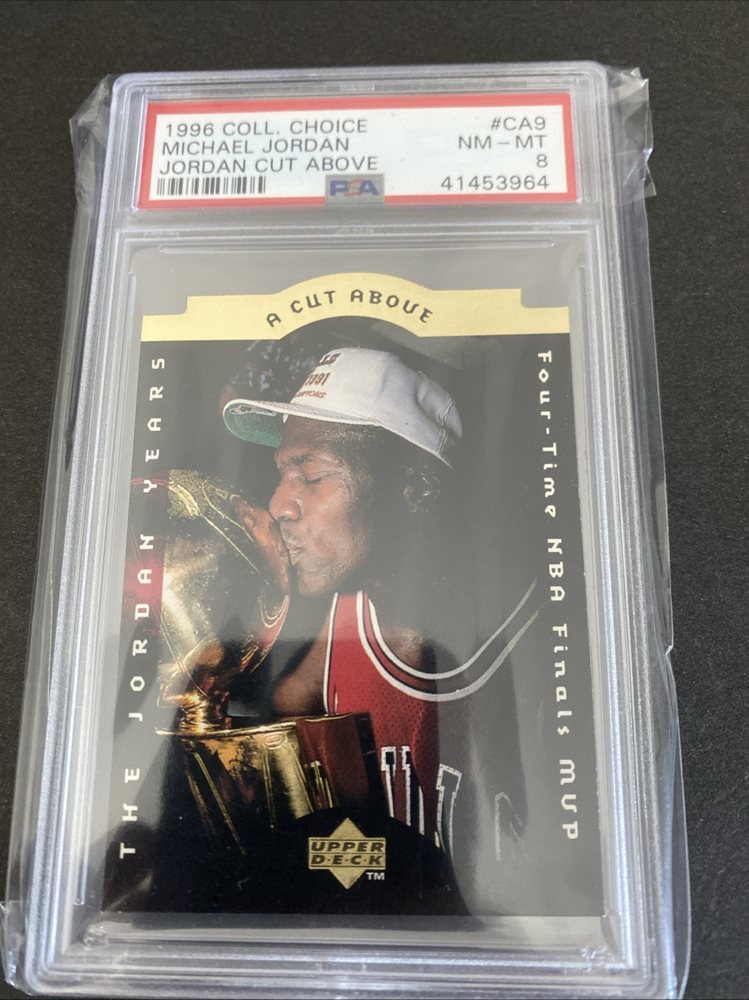 1996 COLL. CHOICE #CA9
MICHAEL JORDAN NM – MT
JORDAN CUT ABOVE 8
PSA 41453964
A CUT ABOVE
THE JORDAN YEARS
Four-Time NBA Finals MVP
1991
UPPER
D·E·C·K
TM